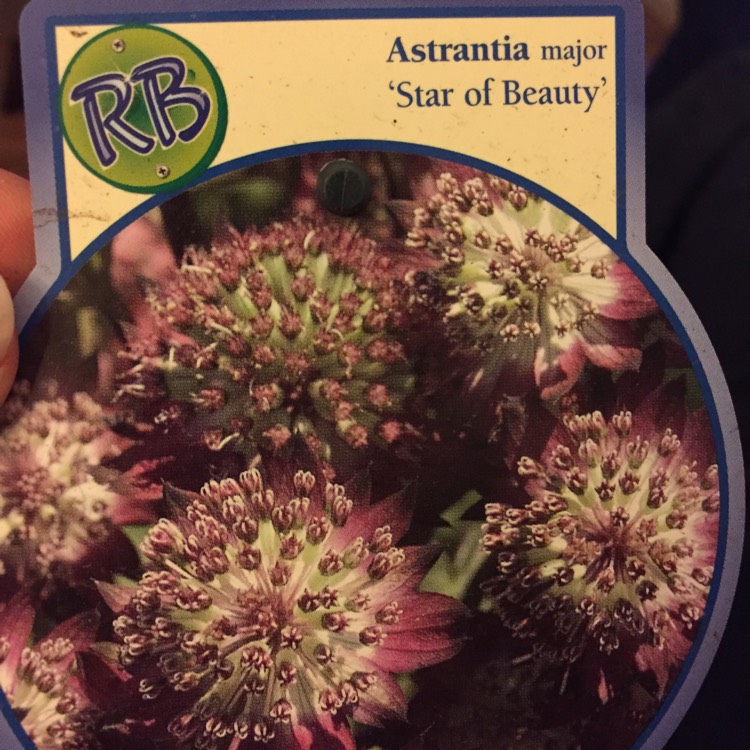 RB
Astrantia major
‘Star of Beauty’